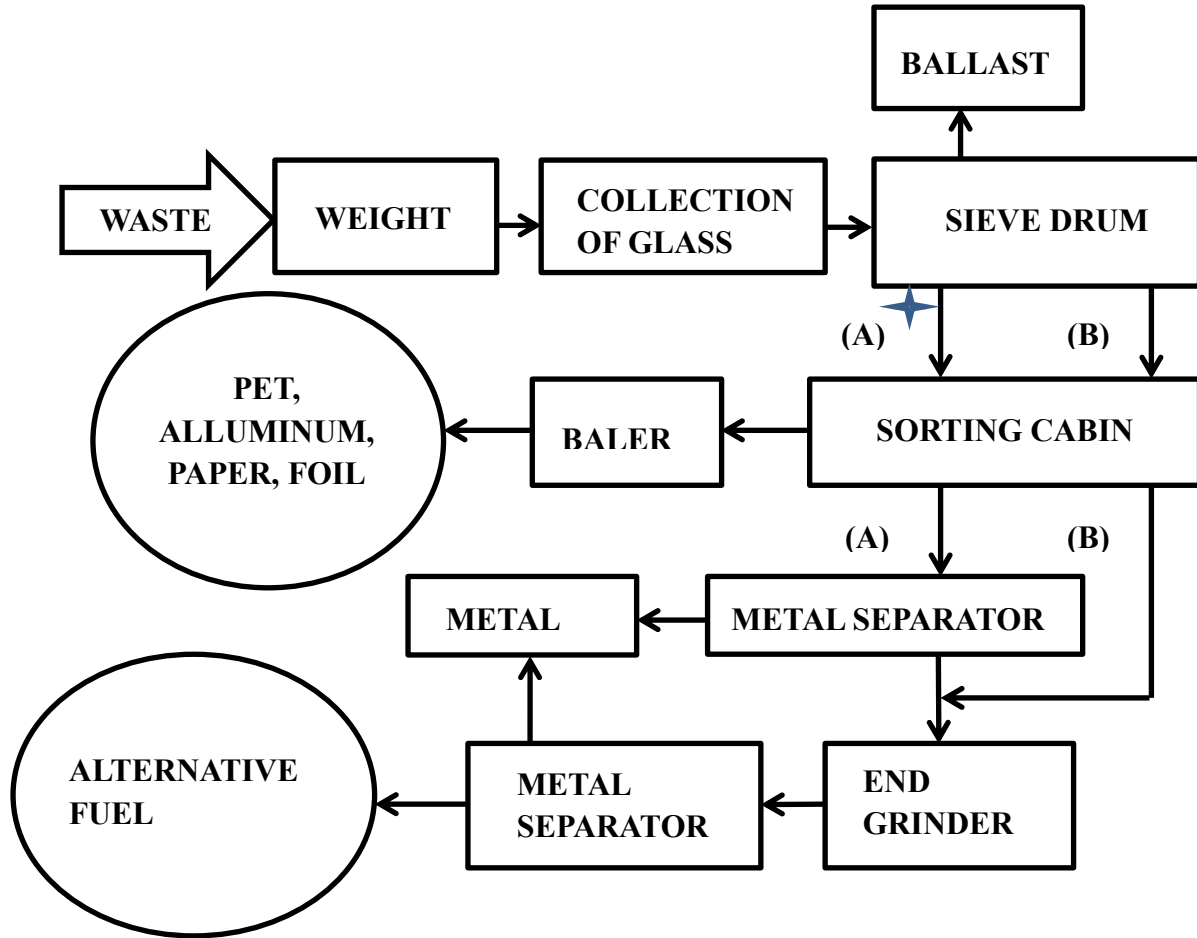 BALLAST
WASTE
WEIGHT
COLLECTION
OF GLASS
SIEVE DRUM
(A)
(B)
PET,
ALLUMINUM,
PAPER, FOIL
BALER
SORTING CABIN
(A)
(B)
METAL
METAL SEPARATOR
ALTERNATIVE
FUEL
METAL
SEPARATOR
END
GRINDER